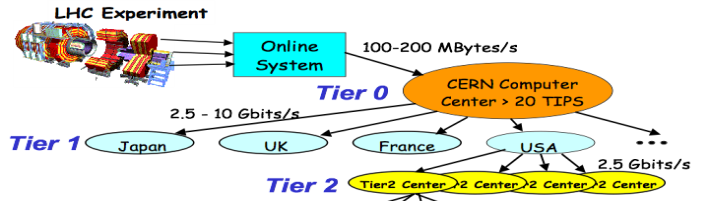 LHC Experiment
Online
System
100-200 MBytes/s
Tier 0
CERN Computer
Center > 20 TIPS
2.5 - 10 Gbits/s
Tier 1
Japan
UK
France
USA
2.5 Gbits/s
Tier 2
Tier2 Center
-2 Center
-2 Center
-2 Center